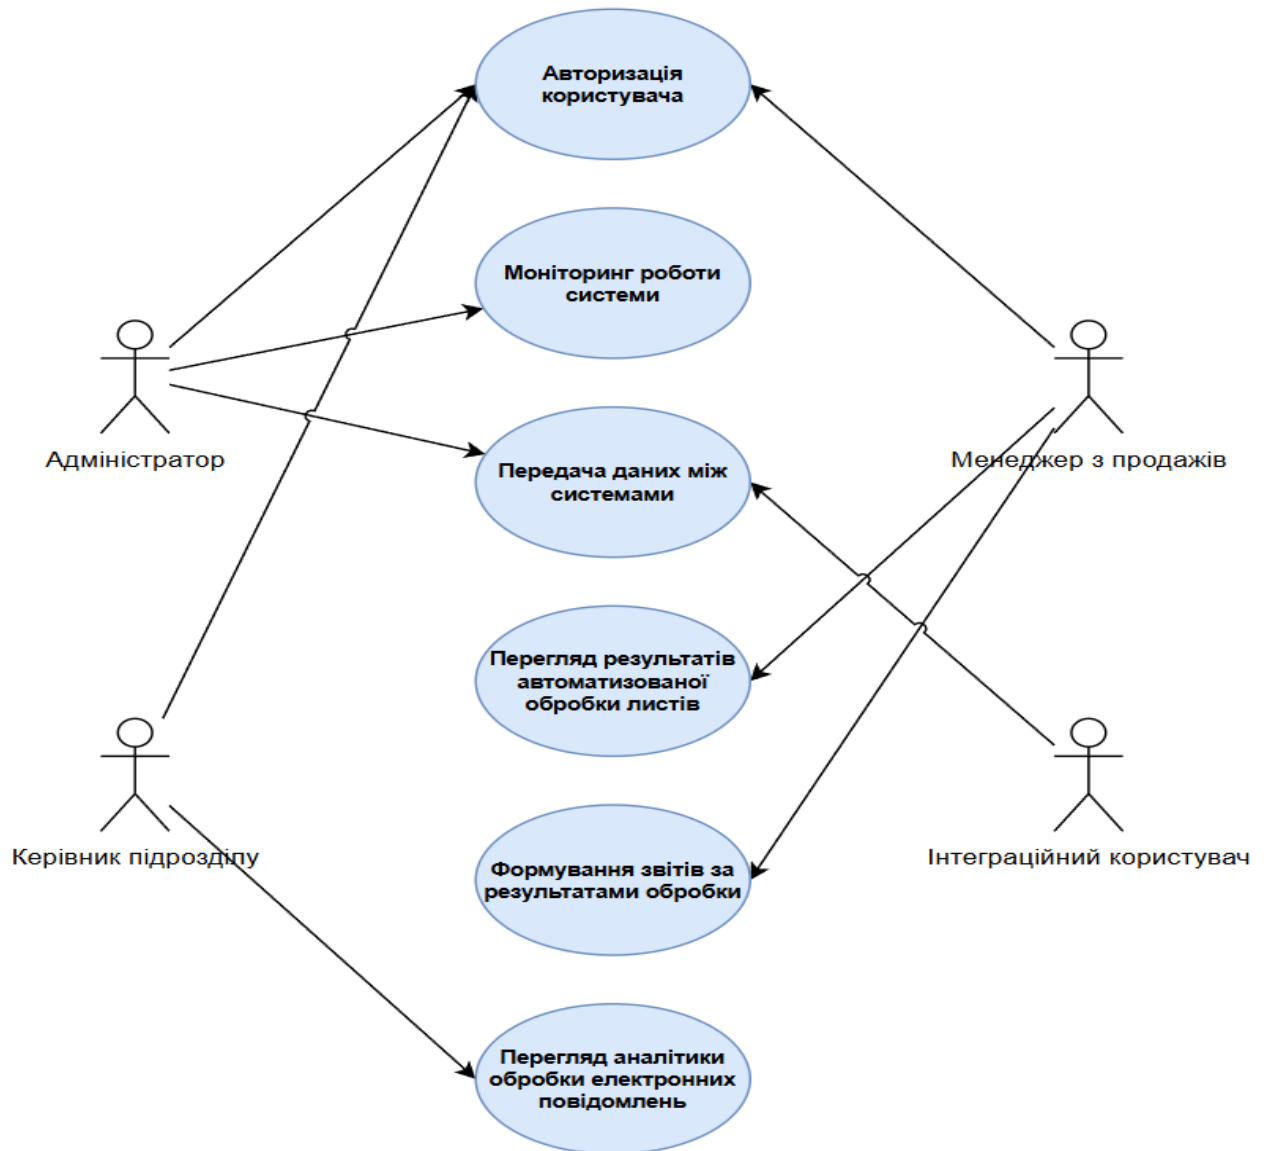 Авторизація
користувача
Моніторинг роботи
системи
Адміністратор
Менеджер з продажів
Передача даних між
системами
Перегляд результатів
автоматизованої
обробки листів
Керівник підрозділу
Інтеграційний користувач
Формування звітів за
результатами обробки
Перегляд аналітики
обробки електронних
повідомлень